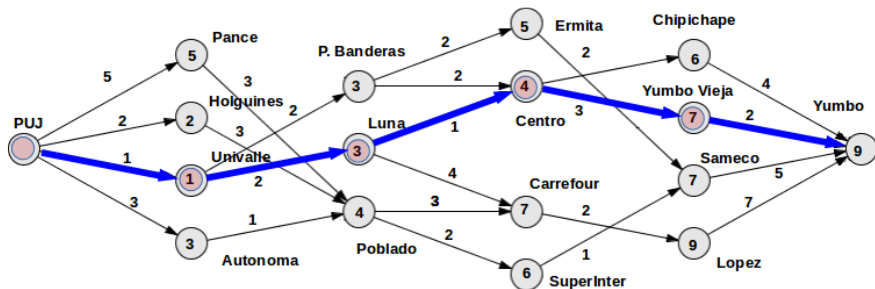 Pance
Ermita
Chipichape
P. Banderas
5
2
5
2
6
5
3
3
2
4
4
PUJ
Holguines
2
Luna
Centro
3
Yumbo Vieja
Yumbo
2
2
3
1
7
2
1
Univalle
3
Sameco
9
1
2
4
Carrefour
7
5
3
4
3
7
2
7
3
1
Poblado
2
1
9
Autonoma
6
SuperInter
Lopez